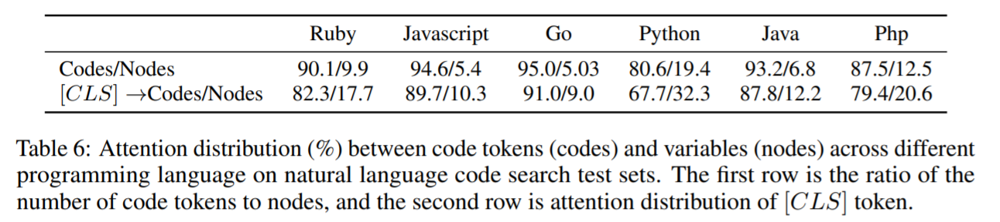 Ruby Javascript Go Python Java Php
Codes/Nodes 90.1/9.9 94.6/5.4 95.0/5.03 80.6/19.4 93.2/6.8 87.5/12.5
[CLS] →Codes/Nodes 82.3/17.7 89.7/10.3 91.0/9.0 67.7/32.3 87.8/12.2 79.4/20.6
Table 6: Attention distribution (%) between code tokens (codes) and variables (nodes) across different
programming language on natural language code search test sets. The first row is the ratio of the
number of code tokens to nodes, and the second row is attention distribution of [CLS] token.